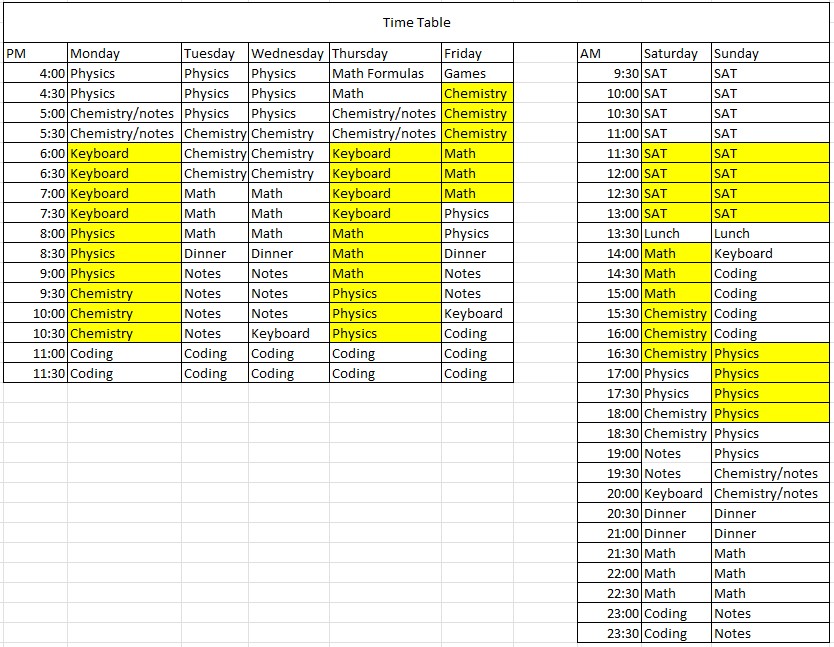 Time Table
PM Monday Tuesday Wednesday Thursday Friday AM Saturday Sunday
4:00 Physics Physics Physics Math Formulas Games 9:30 SAT SAT
4:30 Physics Physics Physics Math Chemistry 10:00 SAT SAT
5:00 Chemistry/notes Physics Physics Chemistry/notes Chemistry 10:30 SAT SAT
5:30 Chemistry/notes Chemistry Chemistry Chemistry/notes Chemistry 11:00 SAT SAT
6:00 Keyboard Chemistry Chemistry Keyboard Math 11:30 SAT SAT
6:30 Keyboard Chemistry Chemistry Keyboard Math 12:00 SAT SAT
7:00 Keyboard Math Math Keyboard Math 12:30 SAT SAT
7:30 Keyboard Math Math Keyboard Physics 13:00 SAT SAT
8:00 Physics Math Math Math Physics 13:30 Lunch Lunch
8:30 Physics Dinner Dinner Math Dinner 14:00 Math Keyboard
9:00 Physics Notes Notes Math Notes 14:30 Math Coding
9:30 Chemistry Notes Notes Physics Notes 15:00 Math Coding
10:00 Chemistry Notes Notes Physics Keyboard 15:30 Chemistry Coding
10:30 Chemistry Notes Keyboard Physics Coding 16:00 Chemistry Coding
11:00 Coding Coding Coding Coding Coding 16:30 Chemistry Physics
11:30 Coding Coding Coding Coding Coding 17:00 Physics Physics
17:30 Physics Physics
18:00 Chemistry Physics
18:30 Chemistry Physics
19:00 Notes Physics
19:30 Notes Chemistry/notes
20:00 Keyboard Chemistry/notes
20:30 Dinner Dinner
21:00 Dinner Dinner
21:30 Math Math
22:00 Math Math
22:30 Math Math
23:00 Coding Notes
23:30 Coding Notes